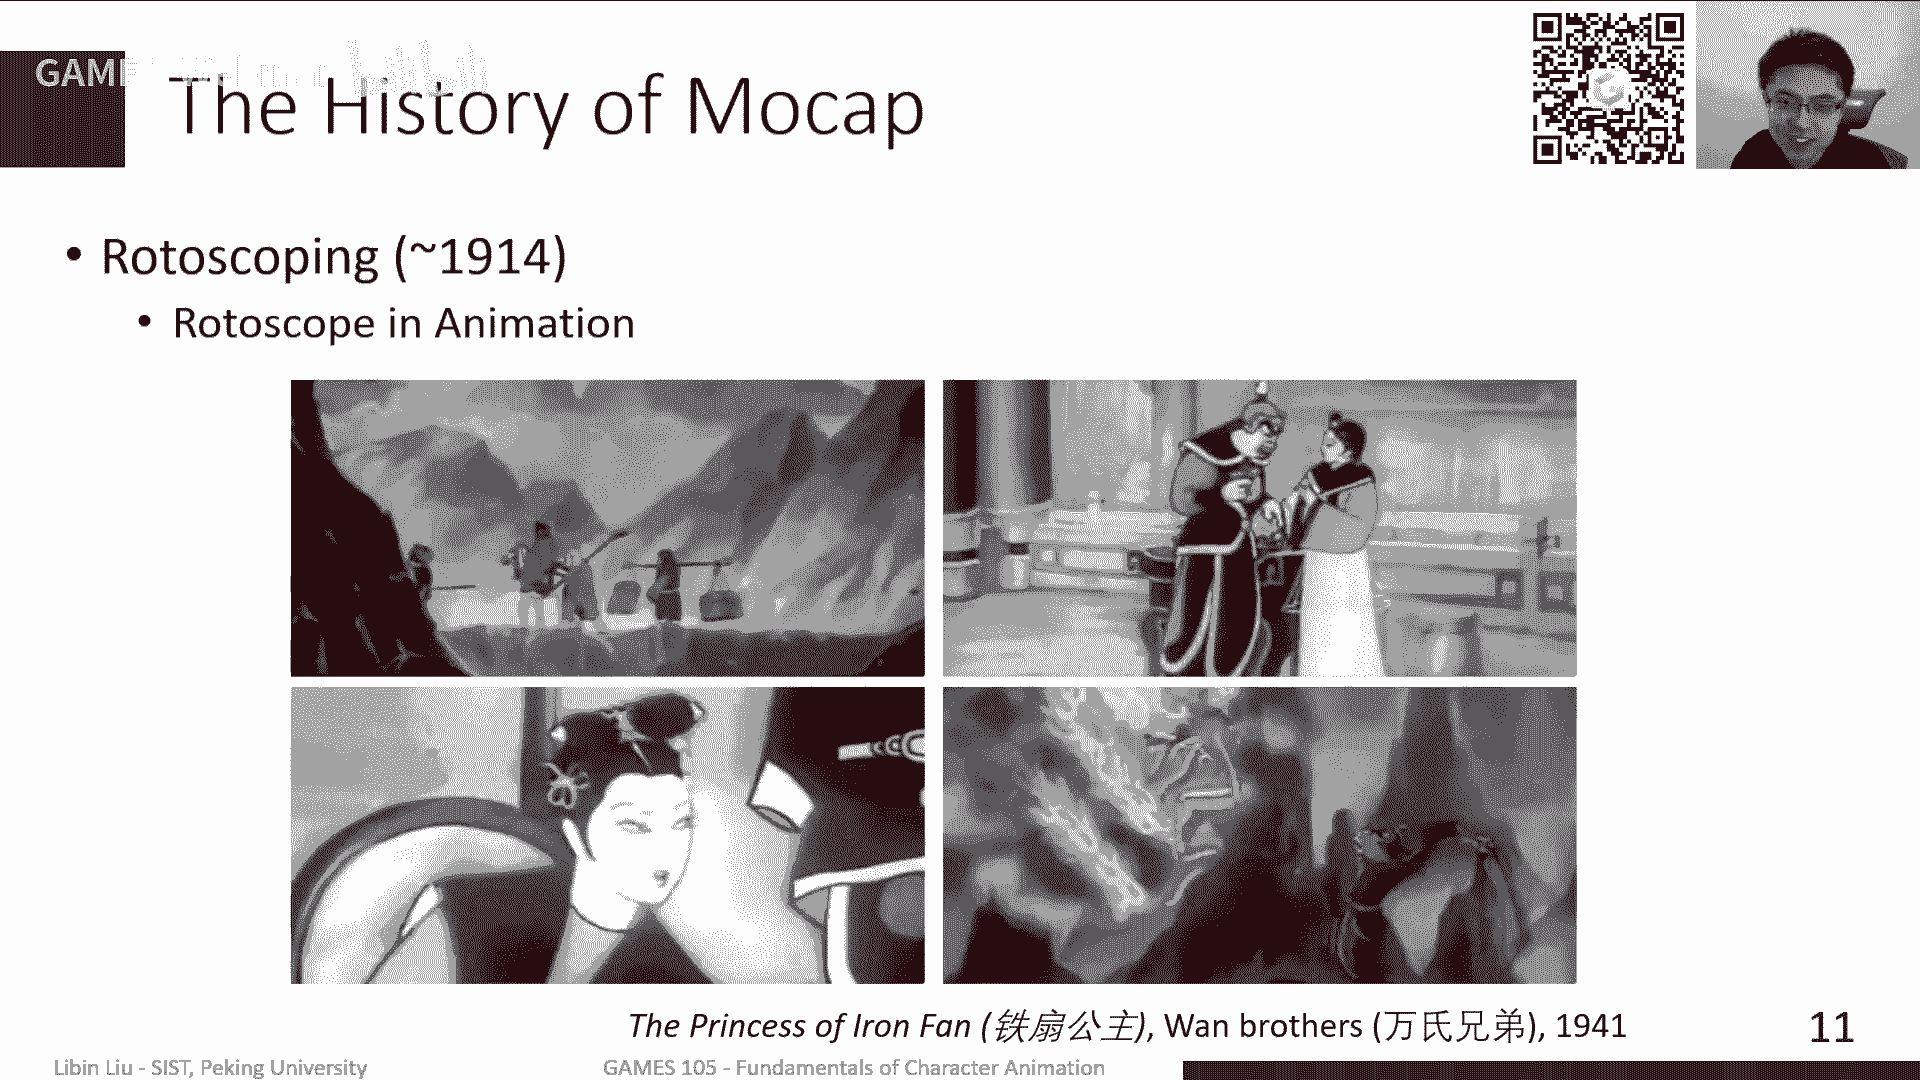 GAM
The History of Mocap
• Rotoscoping (~1914)
• Rotoscope in Animation
The Princess of Iron Fan (铁扇公主), Wan brothers (万氏兄弟), 1941
11
Libin Liu - SIST, Peking University
GAMES 105 - Fundamentals of Character Animation